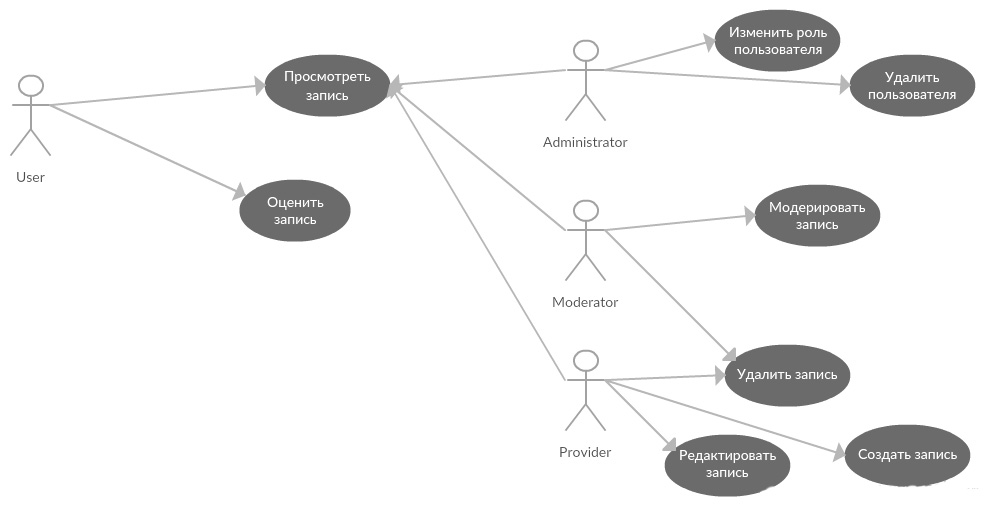 Изменить роль
пользователя
Просмотреть
запись
Удалить
пользователя
Administrator
User
Оценить
запись
Модерировать
запись
Moderator
Удалить запись
Provider
Редактировать
запись
Создать запись